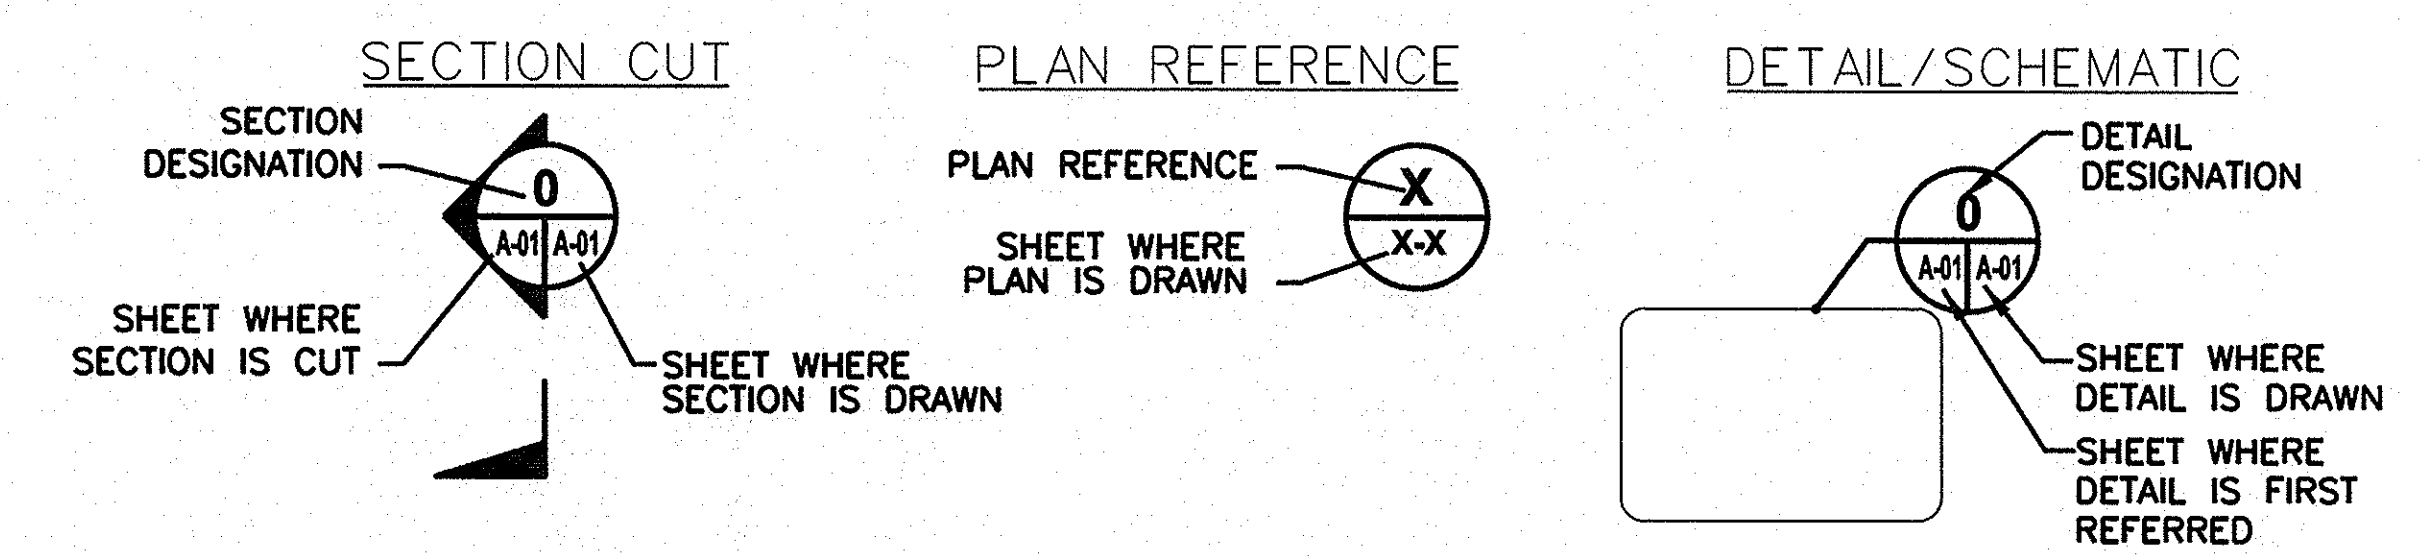 SECTION CUT
SECTION
DESIGNATION
0
A-01 A-01
SHEET WHERE
SECTION IS CUT
SHEET WHERE
SECTION IS DRAWN
PLAN REFERENCE
PLAN REFERENCE
X
X-X
SHEET WHERE
PLAN IS DRAWN
DETAIL/SCHEMATIC
DETAIL
DESIGNATION
0
A-01 A-01
SHEET WHERE
DETAIL IS DRAWN
SHEET WHERE
DETAIL IS FIRST
REFERRED